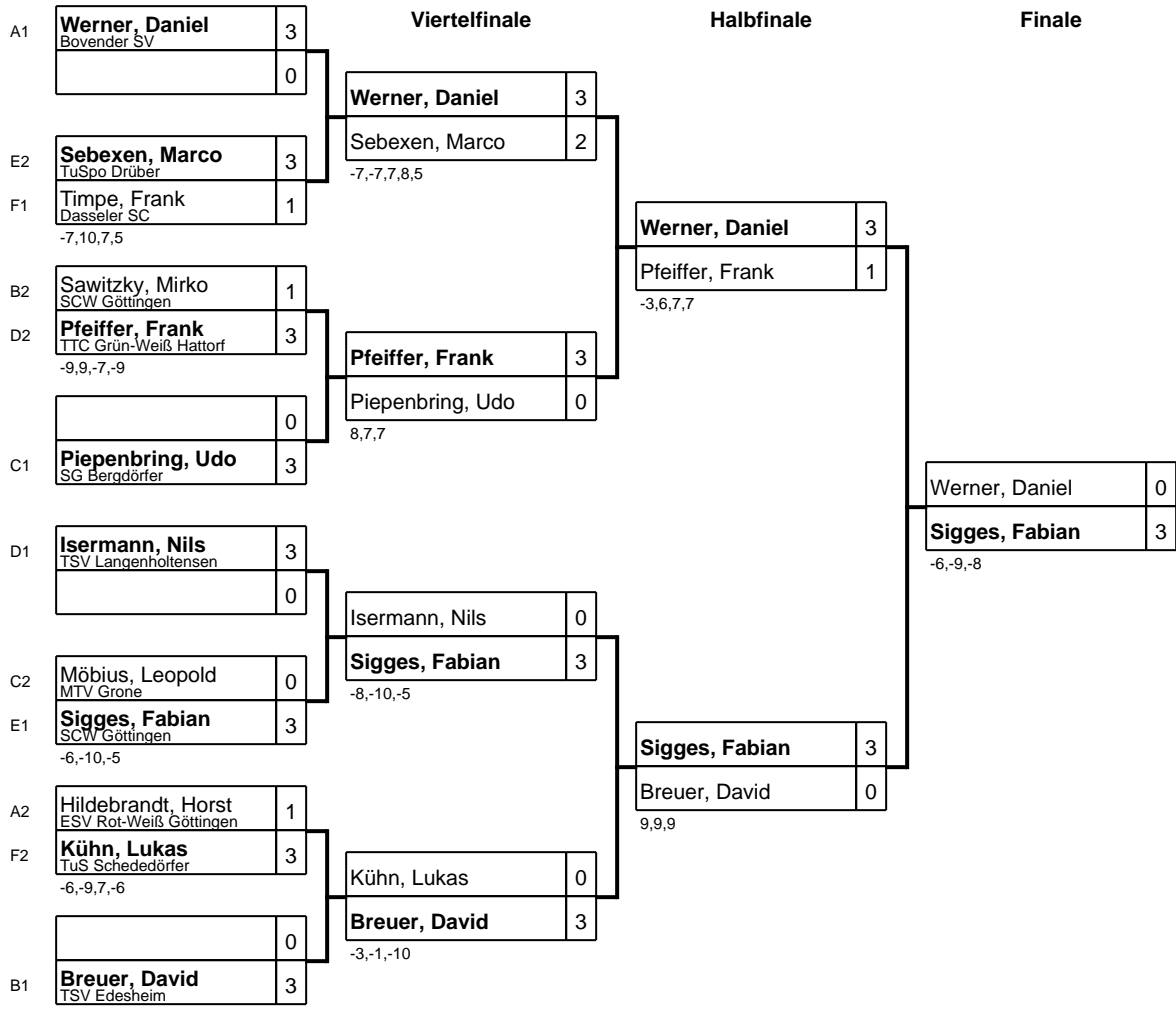 Viertelfinale
Halbfinale
Finale
A1
Werner, Daniel
Bovender SV
3
0
E2
Sebexen, Marco
TuSpo Drüber
3
F1
Timpe, Frank
Dasseler SC
1
-7,10,7,5
B2
Sawitzky, Mirko
SCW Göttingen
1
D2
Pfeiffer, Frank
TTC Grün-Weiß Hattorf
3
-9,9,-7,-9
0
C1
Piepenbring, Udo
SG Bergdörfer
3
D1
Isermann, Nils
TSV Langenholtensen
3
0
C2
Möbius, Leopold
MTV Grone
0
E1
Sigges, Fabian
SCW Göttingen
3
-6,-10,-5
A2
Hildebrandt, Horst
ESV Rot-Weiß Göttingen
1
F2
Kühn, Lukas
TuS Schededörfer
3
-6,-9,7,-6
0
B1
Breuer, David
TSV Edesheim
3
Werner, Daniel 3
Sebexen, Marco 2
-7,-7,7,8,5
Pfeiffer, Frank 3
Piepenbring, Udo 0
8,7,7
Isermann, Nils 0
Sigges, Fabian 3
-8,-10,-5
Kühn, Lukas 0
Breuer, David 3
-3,-1,-10
Werner, Daniel 3
Pfeiffer, Frank 1
-3,6,7,7
Sigges, Fabian 3
Breuer, David 0
9,9,9
Werner, Daniel 0
Sigges, Fabian 3
-6,-9,-8